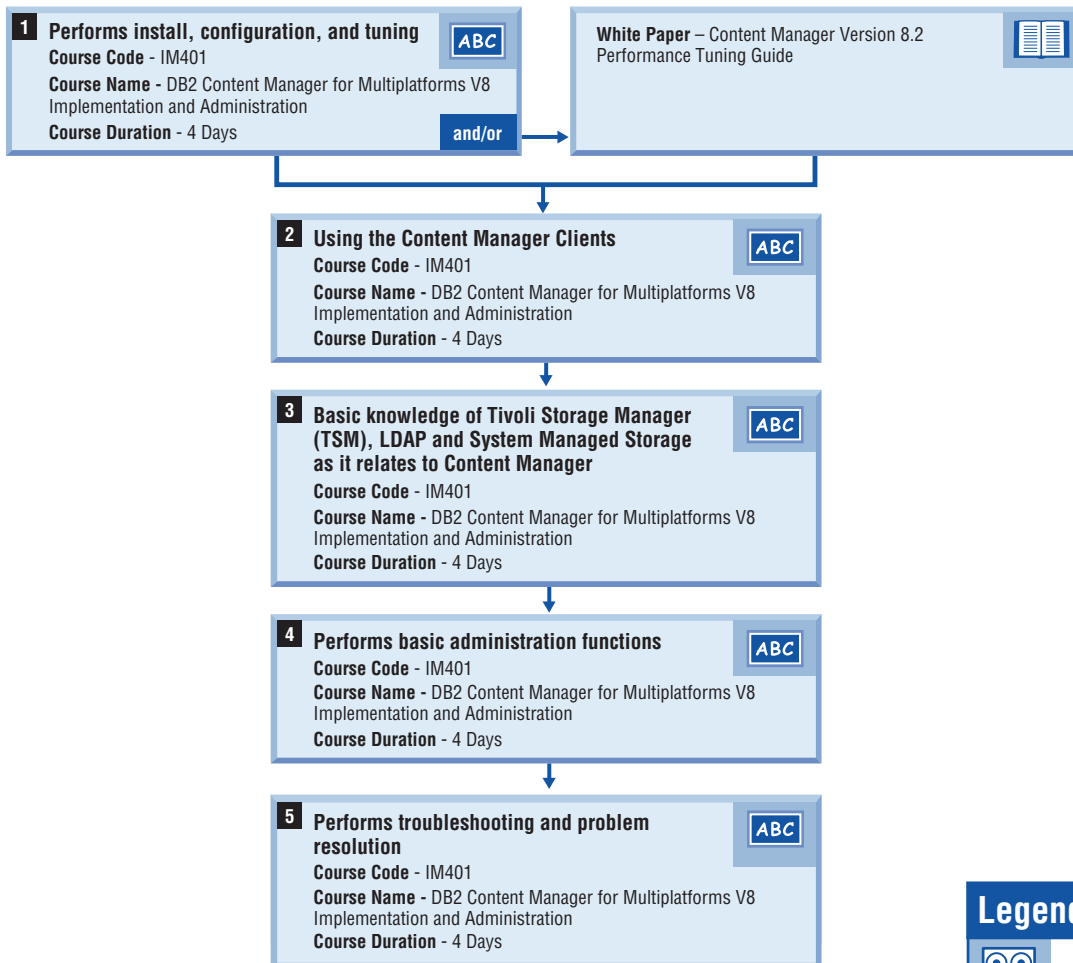 1 Performs install, configuration, and tuning
ABC
Course Code - IM401
Course Name - DB2 Content Manager for Multiplatforms V8
Implementation and Administration
Course Duration - 4 Days
and/or
White Paper – Content Manager Version 8.2
Performance Tuning Guide
2 Using the Content Manager Clients
ABC
Course Code - IM401
Course Name - DB2 Content Manager for Multiplatforms V8
Implementation and Administration
Course Duration - 4 Days
3 Basic knowledge of Tivoli Storage Manager
(TSM), LDAP and System Managed Storage
as it relates to Content Manager
ABC
Course Code - IM401
Course Name - DB2 Content Manager for Multiplatforms V8
Implementation and Administration
Course Duration - 4 Days
4 Performs basic administration functions
ABC
Course Code - IM401
Course Name - DB2 Content Manager for Multiplatforms V8
Implementation and Administration
Course Duration - 4 Days
5 Performs troubleshooting and problem
resolution
ABC
Course Code - IM401
Course Name - DB2 Content Manager for Multiplatforms V8
Implementation and Administration
Course Duration - 4 Days
Legend